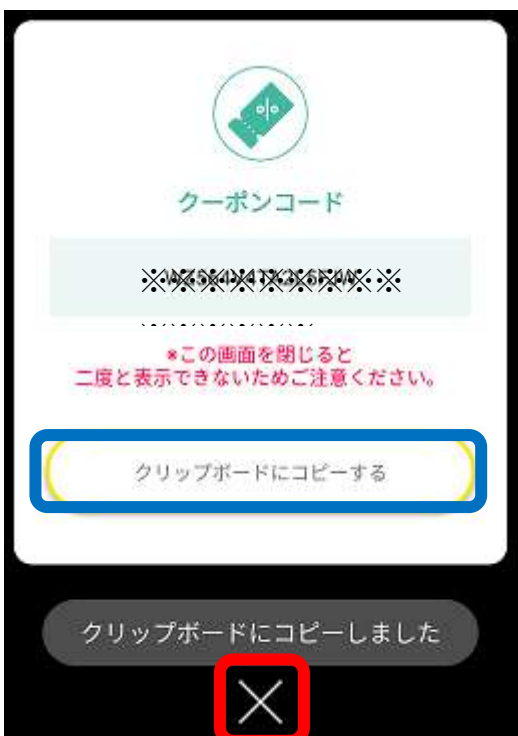 クーポンコード
*この画面を閉じると
二度と表示できないためご注意ください。
クリップボードにコピーする
クリップボードにコピーしました